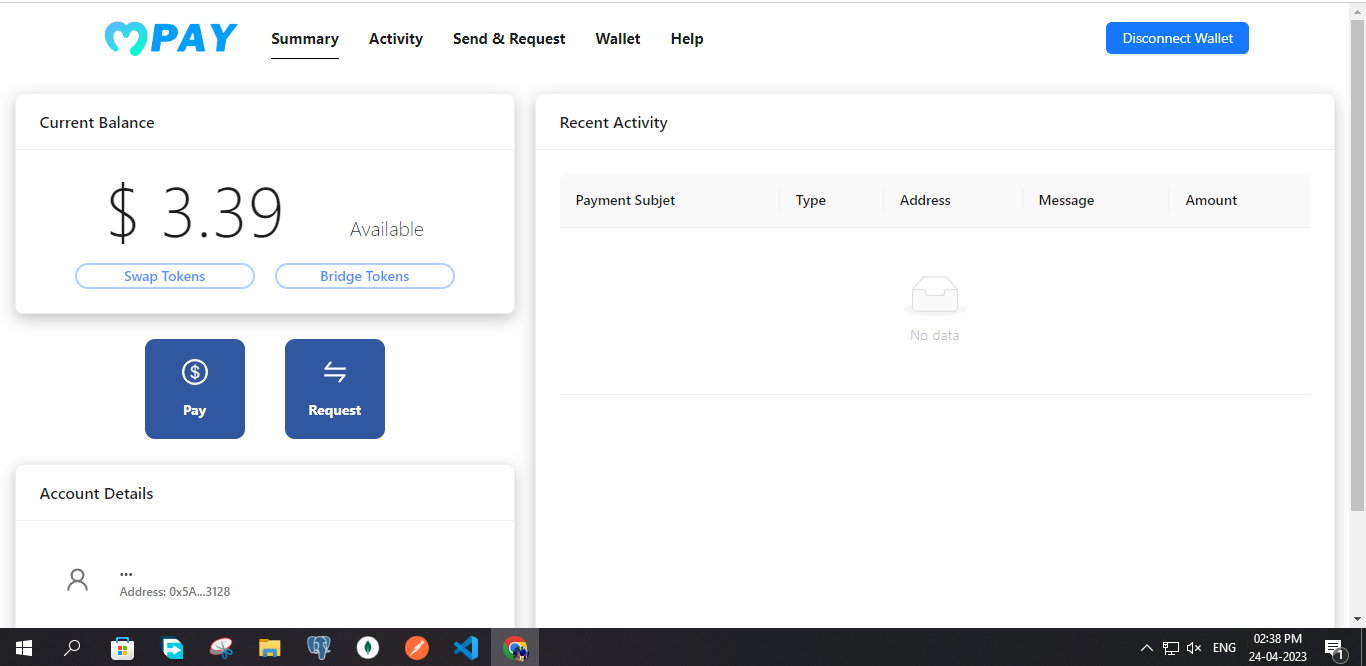 PAY
Summary
Activity
Send & Request
Wallet
Help
Disconnect Wallet
Current Balance
$ 3.39
Available
Swap Tokens
Bridge Tokens
$
Pay
Request
Account Details
...
Address: 0x5A...3128
Recent Activity
Payment Subjet
Type
Address
Message
Amount
No data
ENG
02:38 PM
24-04-2023
1